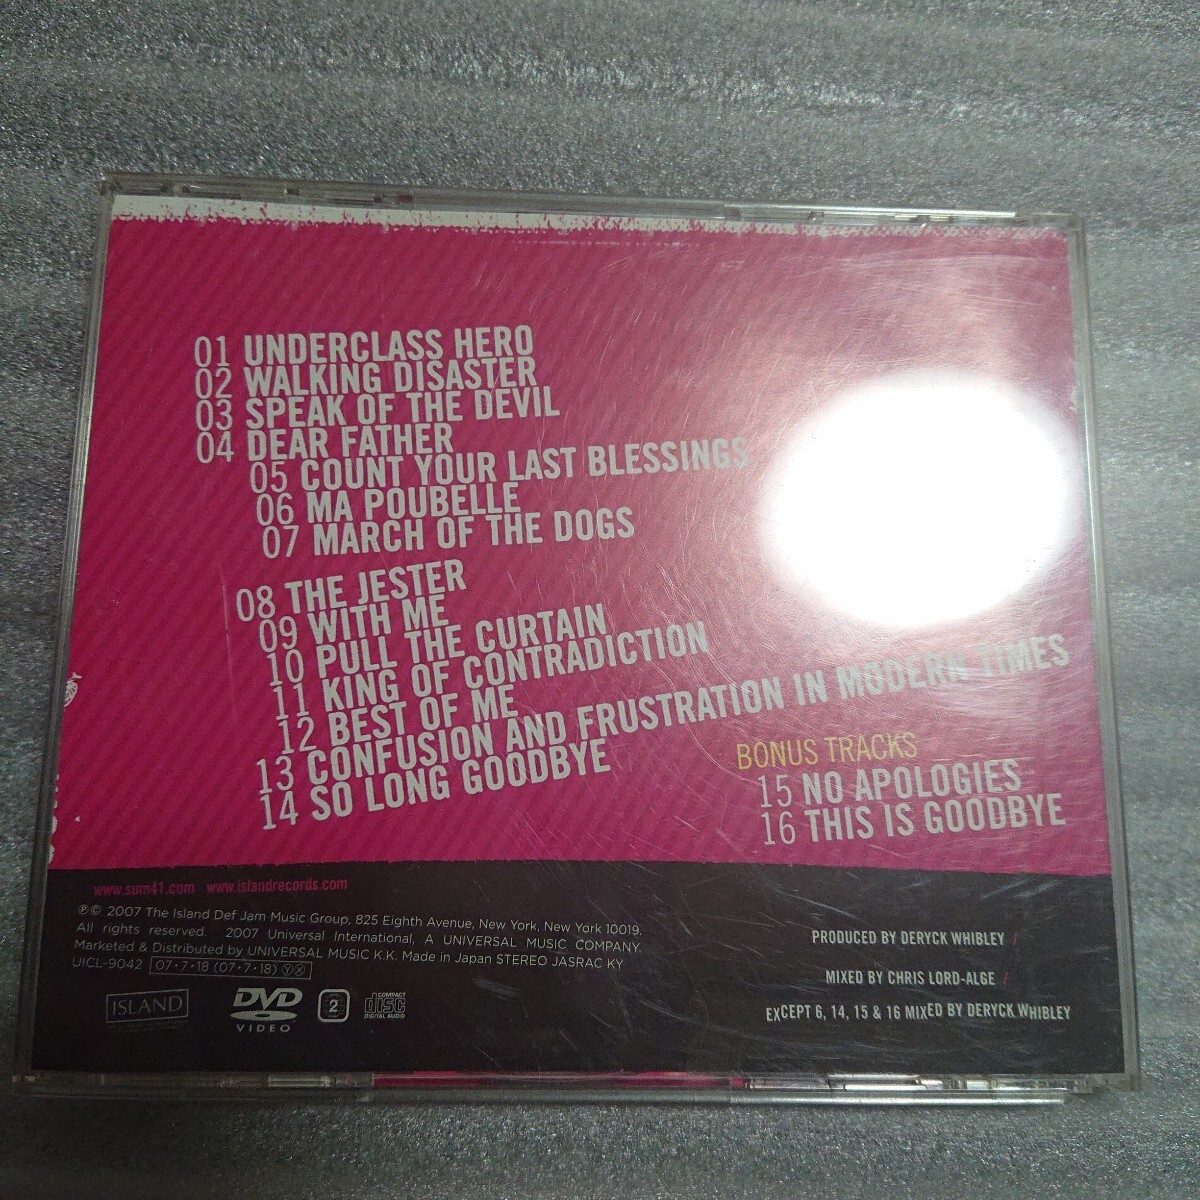 01 UNDERCLASS HERO
02 WALKING DISASTER
03 SPEAK OF THE DEVIL
04 DEAR FATHER
05 COUNT YOUR LAST BLESSINGS
06 MA POUBELLE
07 MARCH OF THE DOGS
08 THE JESTER
09 WITH ME
10 PULL THE CURTAIN
11 KING OF CONTRADICTION
12 BEST OF ME
13 CONFUSION AND FRUSTRATION IN MODERN TIMES
14 SO LONG GOODBYE
BONUS TRACKS
15 NO APOLOGIES
16 THIS IS GOODBYE
www.sum41.com www.islandrecords.com
℗© 2007 The Island Def Jam Music Group, 825 Eighth Avenue, New York, New York 10019.
All rights reserved. 2007 Universal International, A UNIVERSAL MUSIC COMPANY.
Marketed & Distributed by UNIVERSAL MUSIC K.K. Made in Japan STEREO JASRAC KY
UICL-9042 07・7・18 (07・7・18) Ⓨ Ⓧ
ISLAND
DVD
VIDEO
2
COMPACT
disc
DIGITAL AUDIO
PRODUCED BY DERYCK WHIBLEY /
MIXED BY CHRIS LORD-ALGE /
EXCEPT 6, 14, 15 & 16 MIXED BY DERYCK WHIBLEY